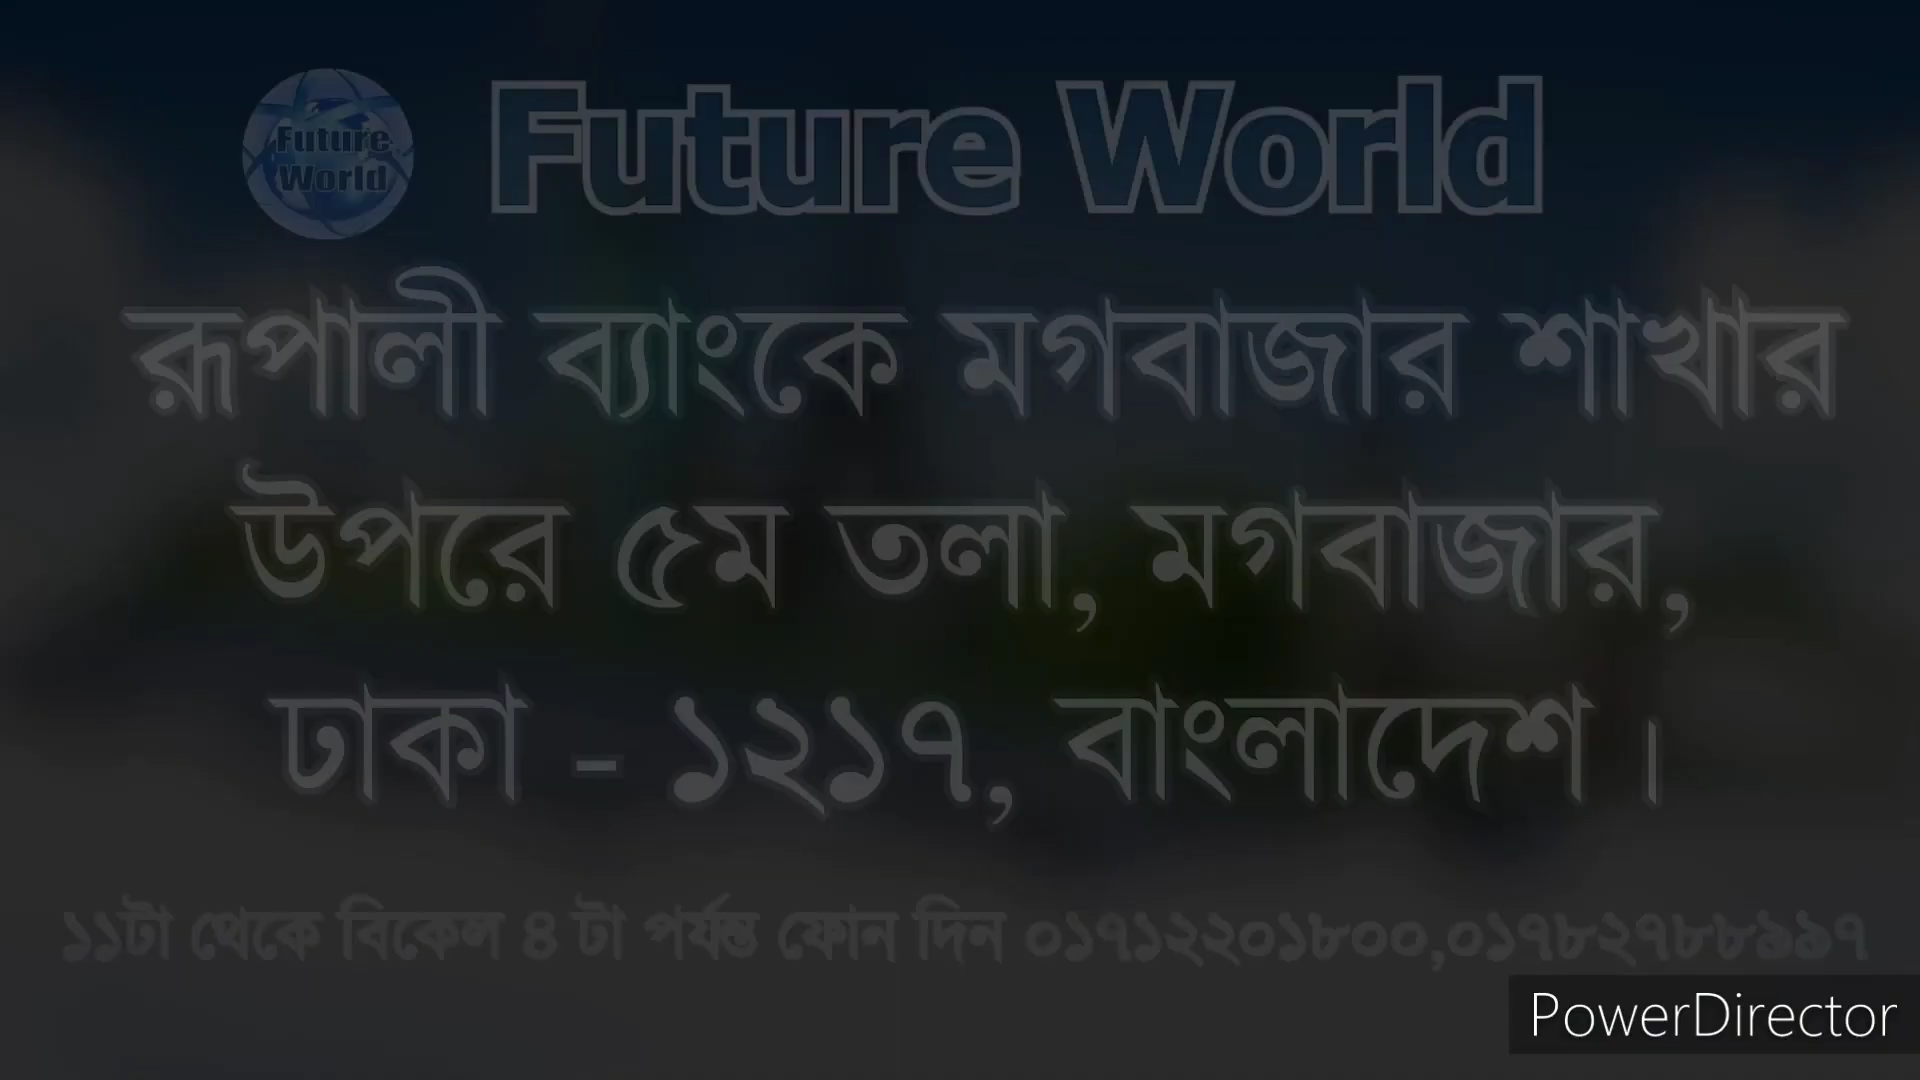 Future World
Future World
রূপালী ব্যাংকে মগবাজার শাখার
উপরে ৫ম তলা, মগবাজার,
ঢাকা - ১২১৭, বাংলাদেশ।
১১টা থেকে বিকেল ৪ টা পর্যন্ত ফোন দিন ০১৭১২২০১৮০০,০১৭৮২৭৮৮৯৯৭
PowerDirector